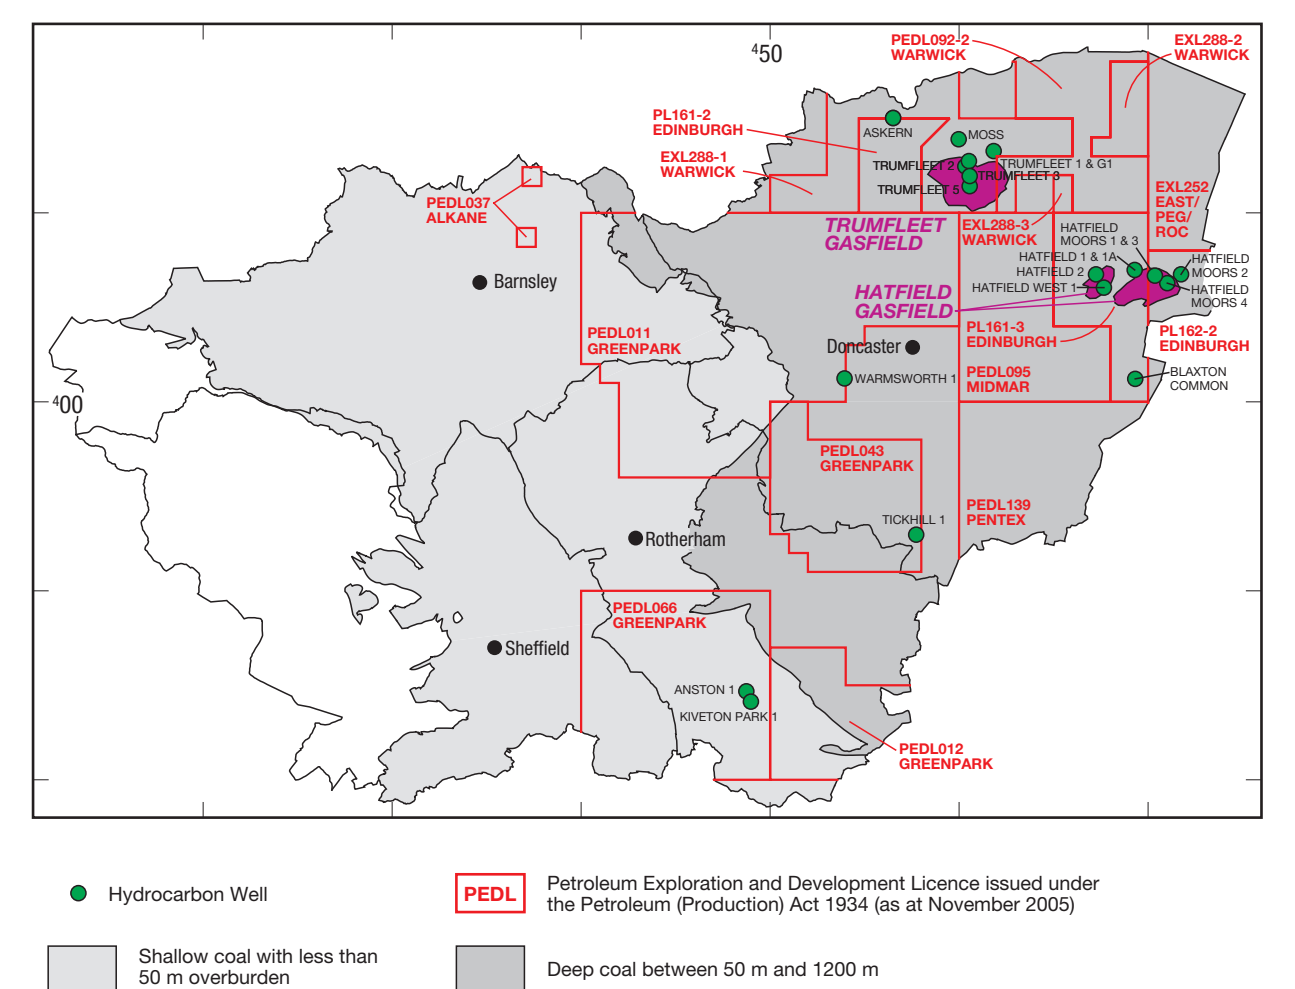 450
PEDL092-2
WARWICK
EXL288-2
WARWICK
PL161-2
EDINBURGH
EXL288-1
WARWICK
ASKERN
MOSS
TRUMFLEET 2
TRUMFLEET 1 & G1
TRUMFLEET 3
TRUMFLEET 5
PEDL037
ALKANE
TRUMFLEET
GASFIELD
EXL288-3
WARWICK
EXL252
EAST/
PEG/
ROC
HATFIELD
MOORS 1 & 3
HATFIELD 1 & 1A
HATFIELD 2
HATFIELD WEST 1
HATFIELD
MOORS 2
HATFIELD
MOORS 4
Barnsley
HATFIELD
GASFIELD
PEDL011
GREENPARK
PL161-3
EDINBURGH
PL162-2
EDINBURGH
Doncaster
WARMSWORTH 1
PEDL095
MIDMAR
BLAXTON
COMMON
400
PEDL043
GREENPARK
TICKHILL 1
PEDL139
PENTEX
Rotherham
PEDL066
GREENPARK
Sheffield
ANSTON 1
KIVETON PARK 1
PEDL012
GREENPARK
Hydrocarbon Well
PEDL
Petroleum Exploration and Development Licence issued under
the Petroleum (Production) Act 1934 (as at November 2005)
Shallow coal with less than
50 m overburden
Deep coal between 50 m and 1200 m